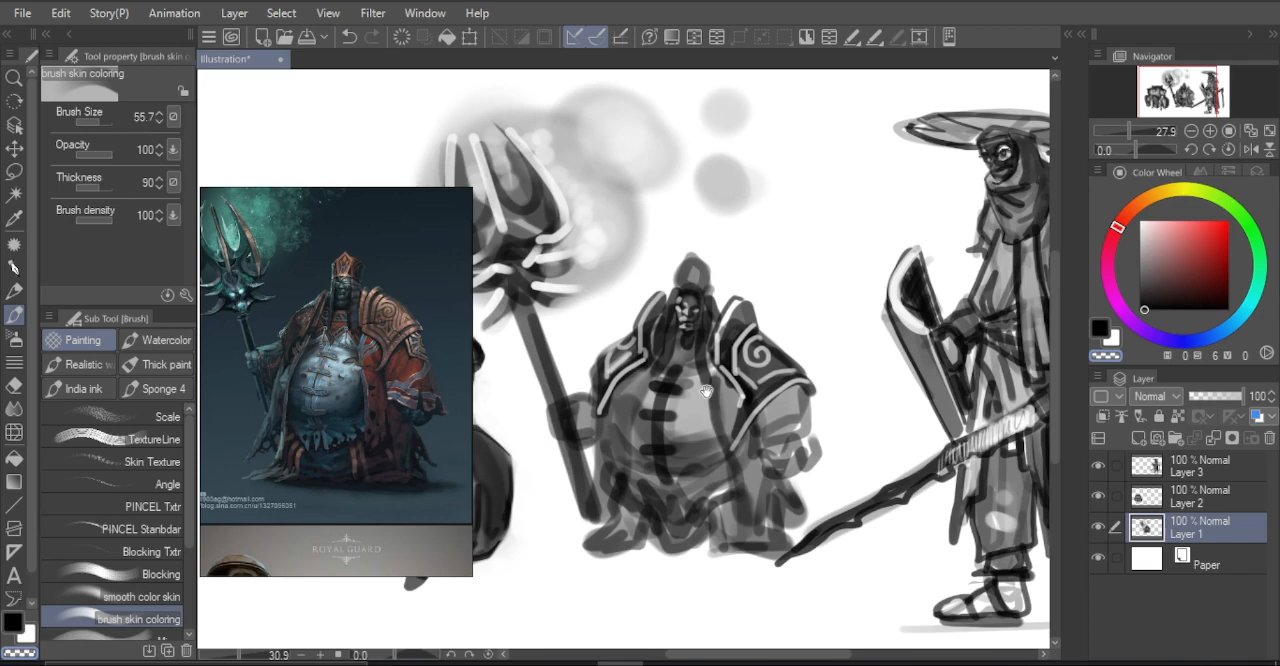 File Edit Story(P) Animation Layer Select View Filter Window Help
Tool property [brush skin c
brush skin coloring
Brush Size 55.7
Opacity 100
Thickness 90
Brush density 100
Sub Tool [Brush]
Painting Watercolor
Realistic w Thick paint
India ink Sponge 4
Scale
TextureLine
Skin Texture
Angle
PINCEL TXtr
PINCEL Stanbdar
Blocking Txtr
Blocking
smooth color skin
brush skin coloring
Illustration*
ROYAL GUARD
30.9 0.0
Navigator
27.9
0.0
Color Wheel
H 0 S 6 V 0
Layer
Normal 100
100 % Normal
Layer 3
100 % Normal
Layer 2
100 % Normal
Layer 1
Paper